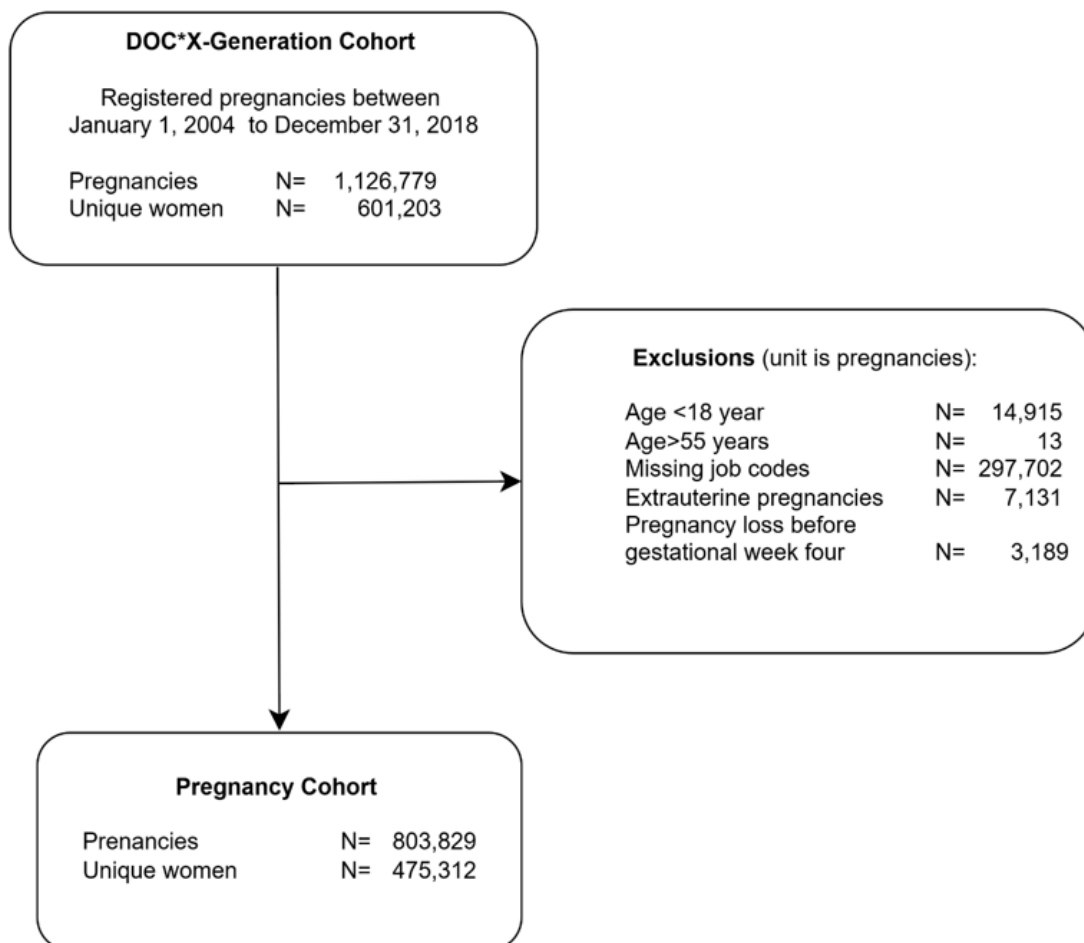 DOC*X-Generation Cohort
Registered pregnancies between
January 1, 2004 to December 31, 2018
Pregnancies N= 1,126,779
Unique women N= 601,203
Exclusions (unit is pregnancies):
Age <18 year N= 14,915
Age>55 years N= 13
Missing job codes N= 297,702
Extrauterine pregnancies N= 7,131
Pregnancy loss before
gestational week four N= 3,189
Pregnancy Cohort
Prenancies N= 803,829
Unique women N= 475,312